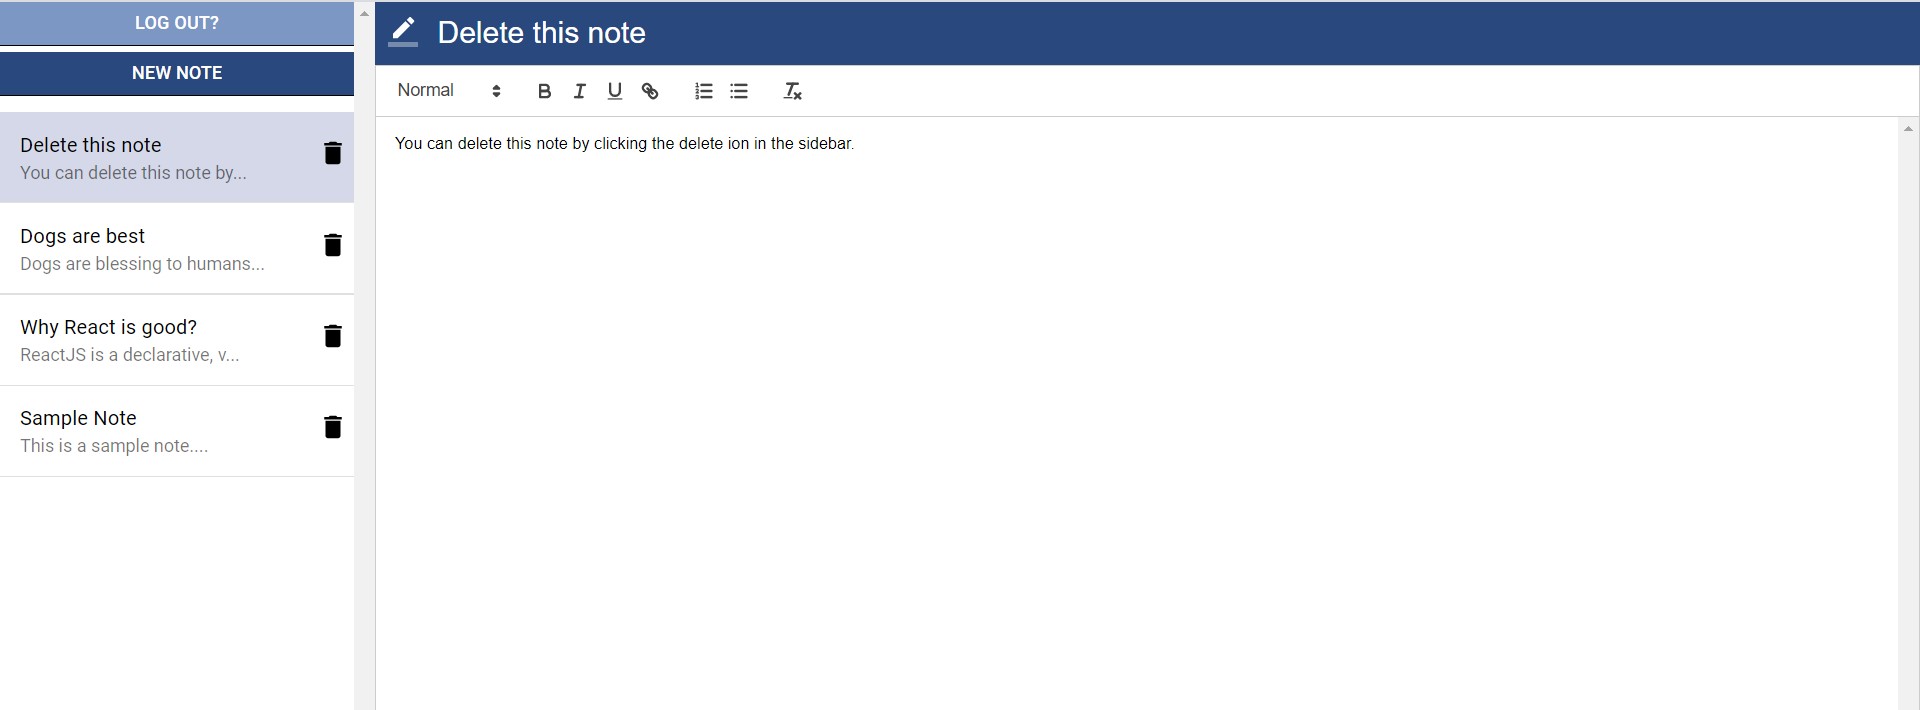 LOG OUT?
NEW NOTE
Delete this note
You can delete this note by...
Dogs are best
Dogs are blessing to humans...
Why React is good?
ReactJS is a declarative, v...
Sample Note
This is a sample note....
Delete this note
Normal
You can delete this note by clicking the delete ion in the sidebar.